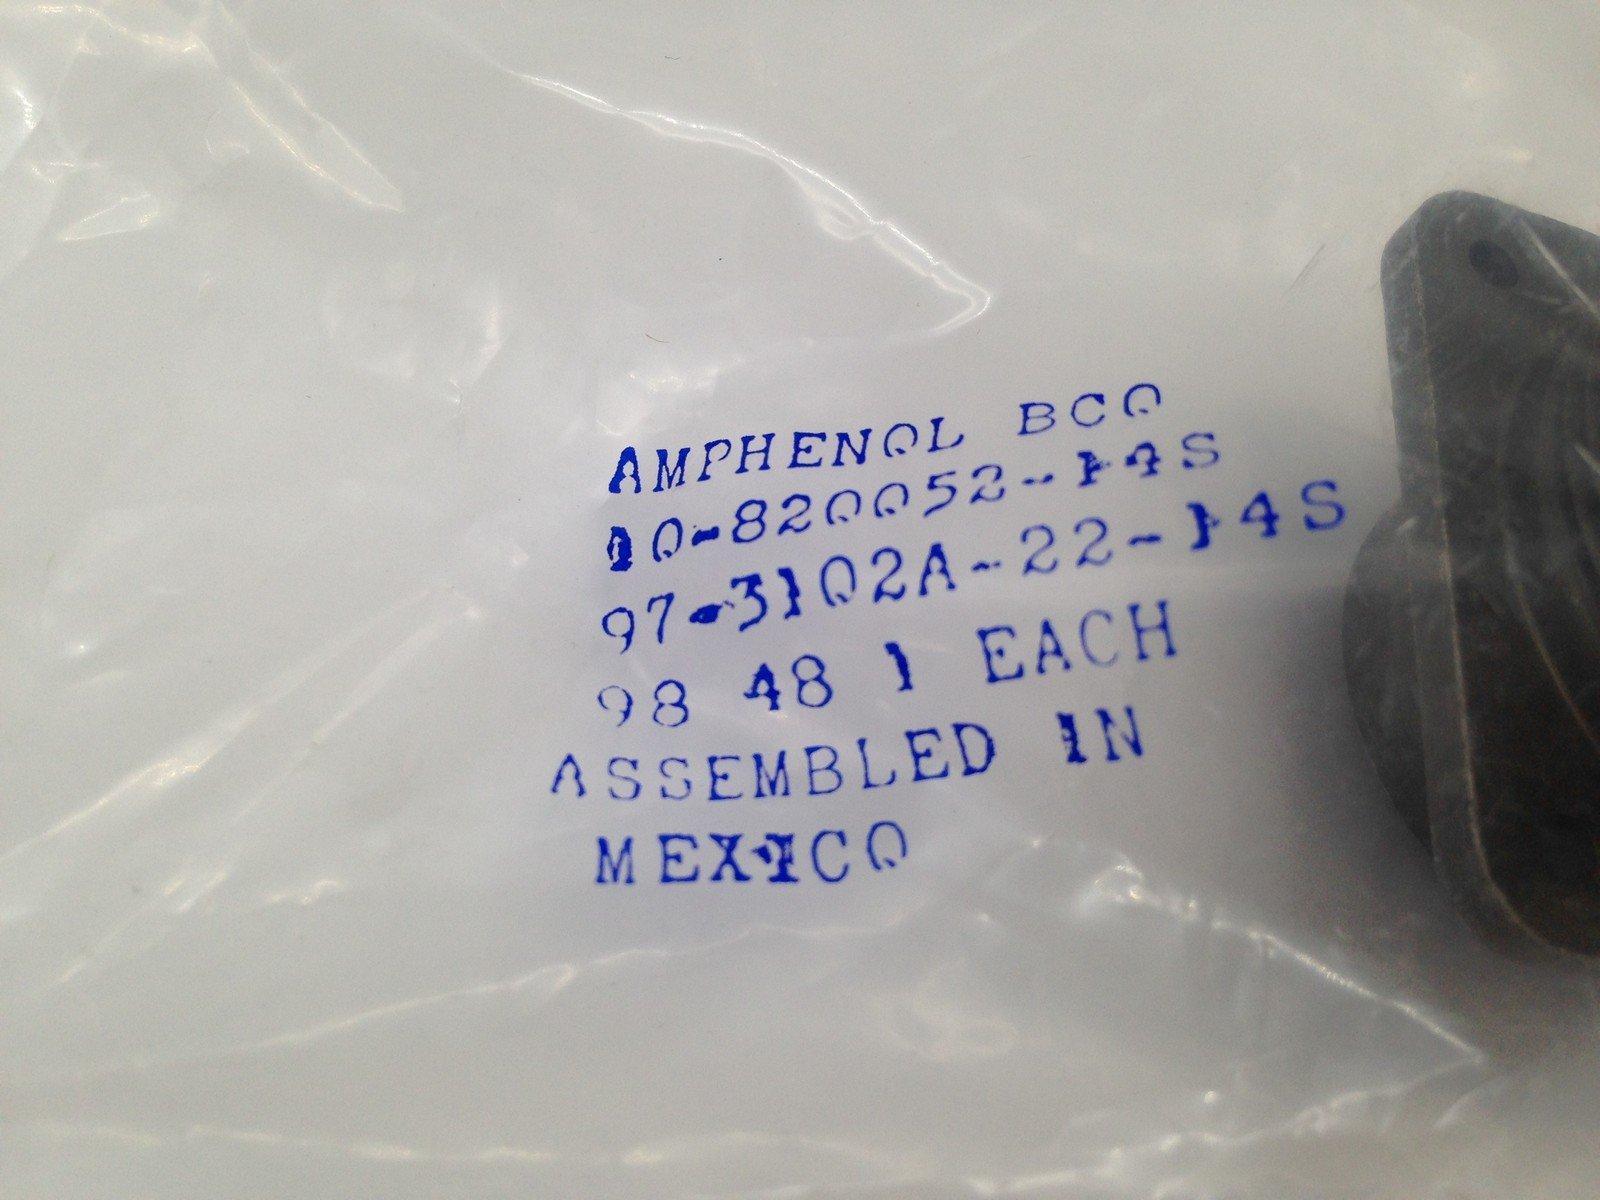 AMPHENOL BCO
10-820052-14S
97-3102A-22-14S
98 48 1 EACH
ASSEMBLED IN
MEXICO